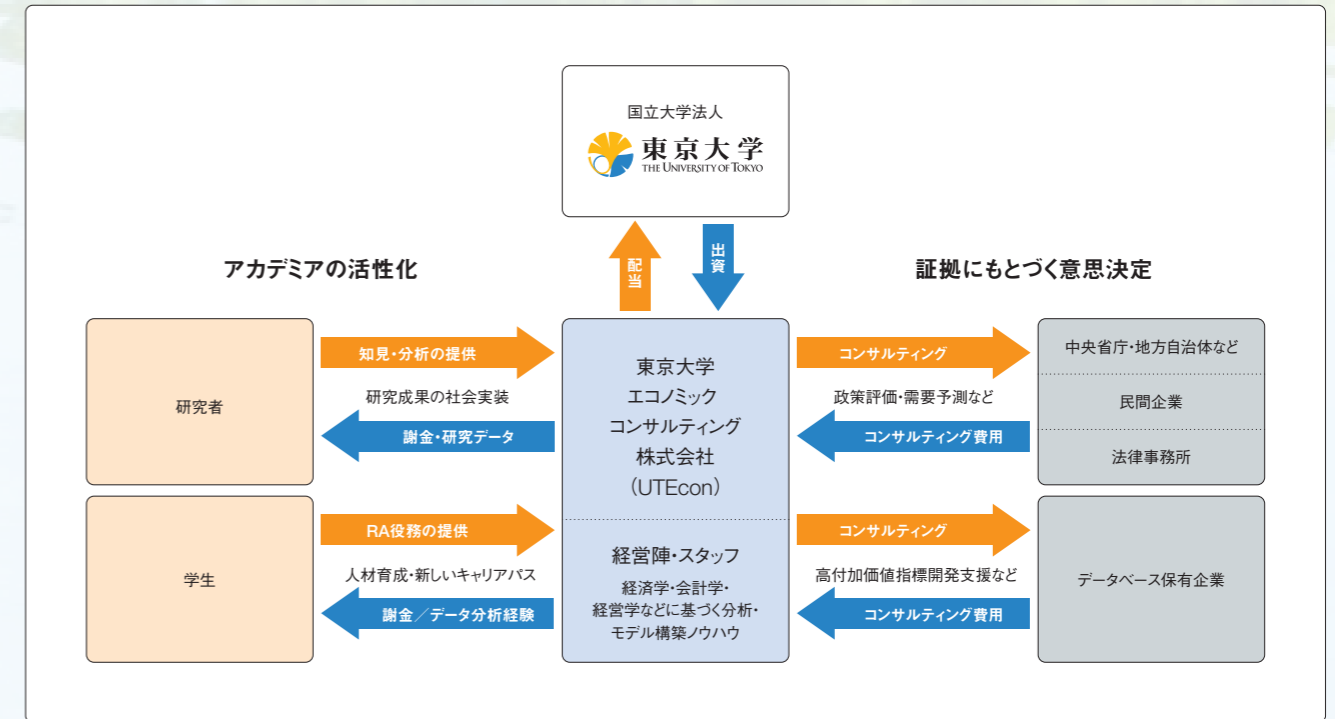 国立大学法人
東京大学
THE UNIVERSITY OF TOKYO
配当
出資
アカデミアの活性化
証拠にもとづく意思決定
研究者
知見・分析の提供
研究成果の社会実装
謝金・研究データ
学生
RA役務の提供
人材育成・新しいキャリアパス
謝金／データ分析経験
東京大学
エコノミック
コンサルティング
株式会社
（UTEcon）
経営陣・スタッフ
経済学・会計学・
経営学などに基づく分析・
モデル構築ノウハウ
コンサルティング
政策評価・需要予測など
コンサルティング費用
中央省庁・地方自治体など
民間企業
法律事務所
コンサルティング
高付加価値指標開発支援など
コンサルティング費用
データベース保有企業